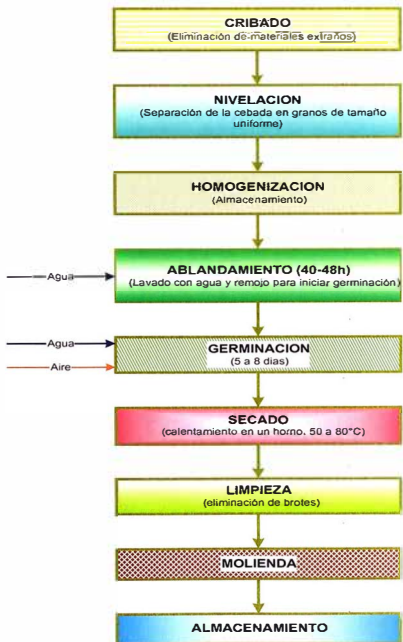 CRIBADO
(Eliminación de materiales extraños)
NIVELACION
(Separación de la cebada en granos de tamaño
uniforme)
HOMOGENIZACION
(Almacenamiento)
ABLANDAMIENTO (40-48h)
(Lavado con agua y remojo para iniciar germinación)
Agua
Agua
Aire
GERMINACION
(5 a 8 dias)
SECADO
(calentamiento en un horno. 50 a 80°C)
LIMPIEZA
(eliminación de brotes)
MOLIENDA
ALMACENAMIENTO